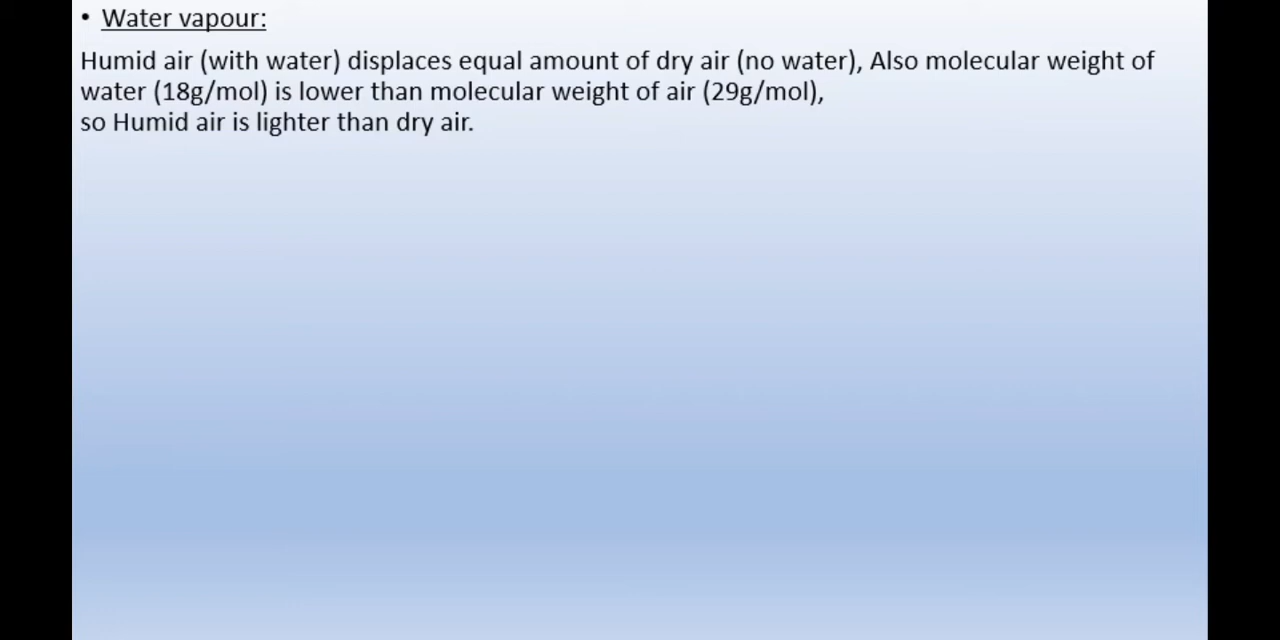 • Water vapour:
Humid air (with water) displaces equal amount of dry air (no water), Also molecular weight of
water (18g/mol) is lower than molecular weight of air (29g/mol),
so Humid air is lighter than dry air.